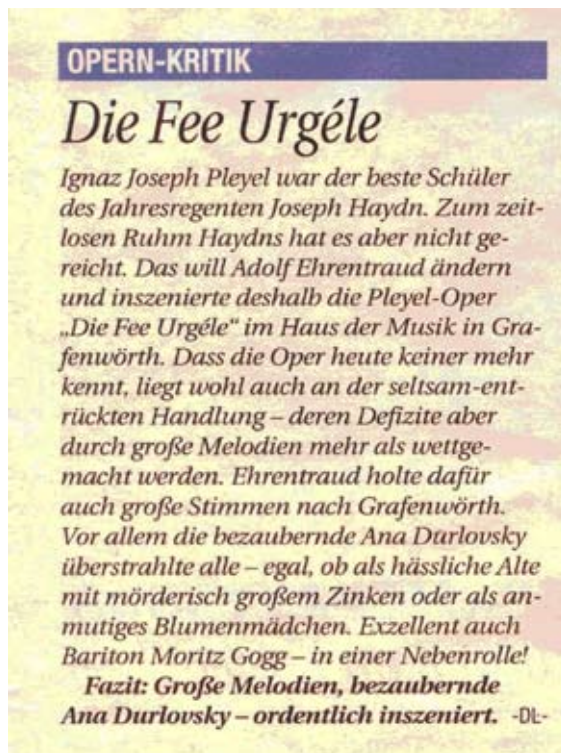 OPERN-KRITIK
Die Fee Urgéle
Ignaz Joseph Pleyel war der beste Schüler
des Jahresregenten Joseph Haydn. Zum zeit-
losen Ruhm Haydns hat es aber nicht ge-
reicht. Das will Adolf Ehrentraud ändern
und inszenierte deshalb die Pleyel-Oper
„Die Fee Urgéle“ im Haus der Musik in Gra-
fenwörth. Dass die Oper heute keiner mehr
kennt, liegt wohl auch an der seltsam-ent-
rückten Handlung – deren Defizite aber
durch große Melodien mehr als wettge-
macht werden. Ehrentraud holte dafür
auch große Stimmen nach Grafenwörth.
Vor allem die bezaubernde Ana Durlovsky
überstrahlte alle – egal, ob als hässliche Alte
mit mörderisch großem Zinken oder als an-
mutiges Blumenmädchen. Exzellent auch
Bariton Moritz Gogg – in einer Nebenrolle!
Fazit: Große Melodien, bezaubernde
Ana Durlovsky – ordentlich inszeniert. -DL-